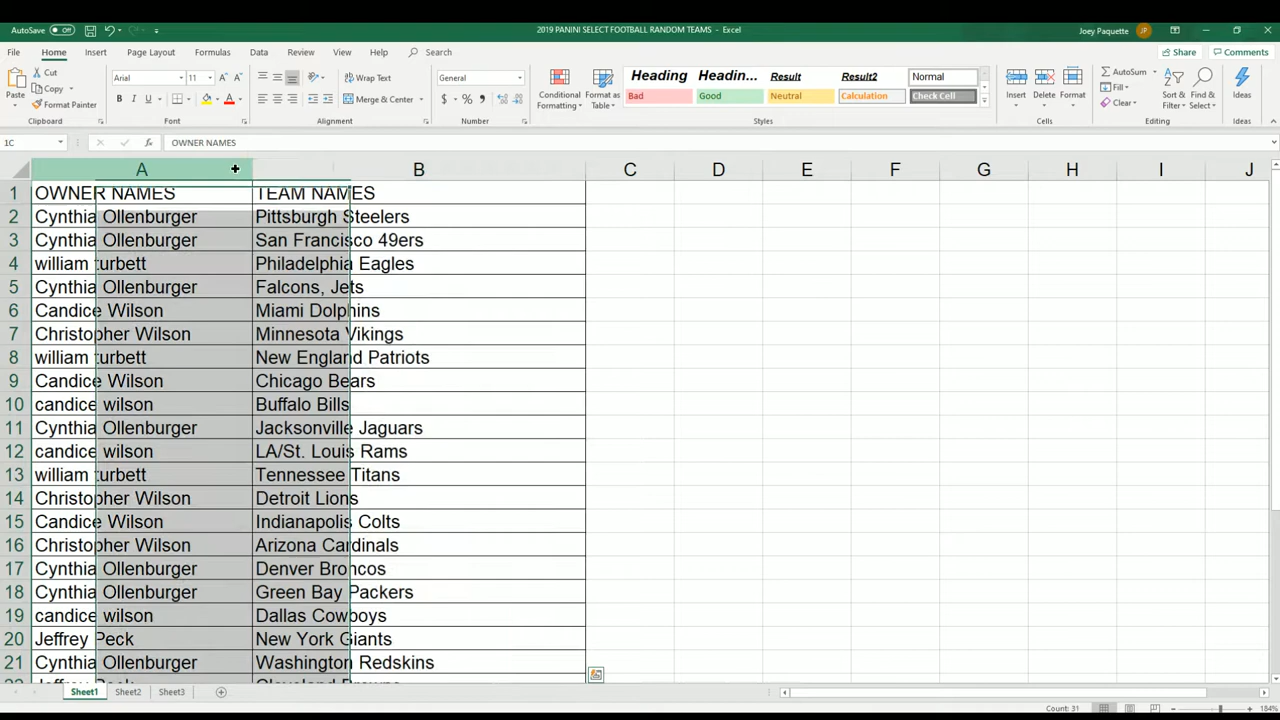 AutoSave Off
2019 PANINI SELECT FOOTBALL RANDOM TEAMS - Excel
Joey Paquette JP
File Home Insert Page Layout Formulas Data Review View Help Search
Share Comments
Paste
Cut
Copy
Format Painter
Clipboard
Arial 11
B I U
Font
Wrap Text
Merge & Center
Alignment
General
$ % ,
Number
Conditional Formatting
Format as Table
Heading Headin... Result Result2 Normal
Bad Good Neutral Calculation Check Cell
Styles
Insert Delete Format
Cells
AutoSum
Fill
Clear
Sort & Filter
Find & Select
Editing
Ideas
Ideas
1C fx OWNER NAMES
A B C D E F G H I J
1 OWNER NAMES TEAM NAMES
2 Cynthia Ollenburger Pittsburgh Steelers
3 Cynthia Ollenburger San Francisco 49ers
4 william turbett Philadelphia Eagles
5 Cynthia Ollenburger Falcons, Jets
6 Candice Wilson Miami Dolphins
7 Christopher Wilson Minnesota Vikings
8 william turbett New England Patriots
9 Candice Wilson Chicago Bears
10 candice wilson Buffalo Bills
11 Cynthia Ollenburger Jacksonville Jaguars
12 candice wilson LA/St. Louis Rams
13 william turbett Tennessee Titans
14 Christopher Wilson Detroit Lions
15 Candice Wilson Indianapolis Colts
16 Christopher Wilson Arizona Cardinals
17 Cynthia Ollenburger Denver Broncos
18 Cynthia Ollenburger Green Bay Packers
19 candice wilson Dallas Cowboys
20 Jeffrey Peck New York Giants
21 Cynthia Ollenburger Washington Redskins
Sheet1 Sheet2 Sheet3
Count: 31
184%